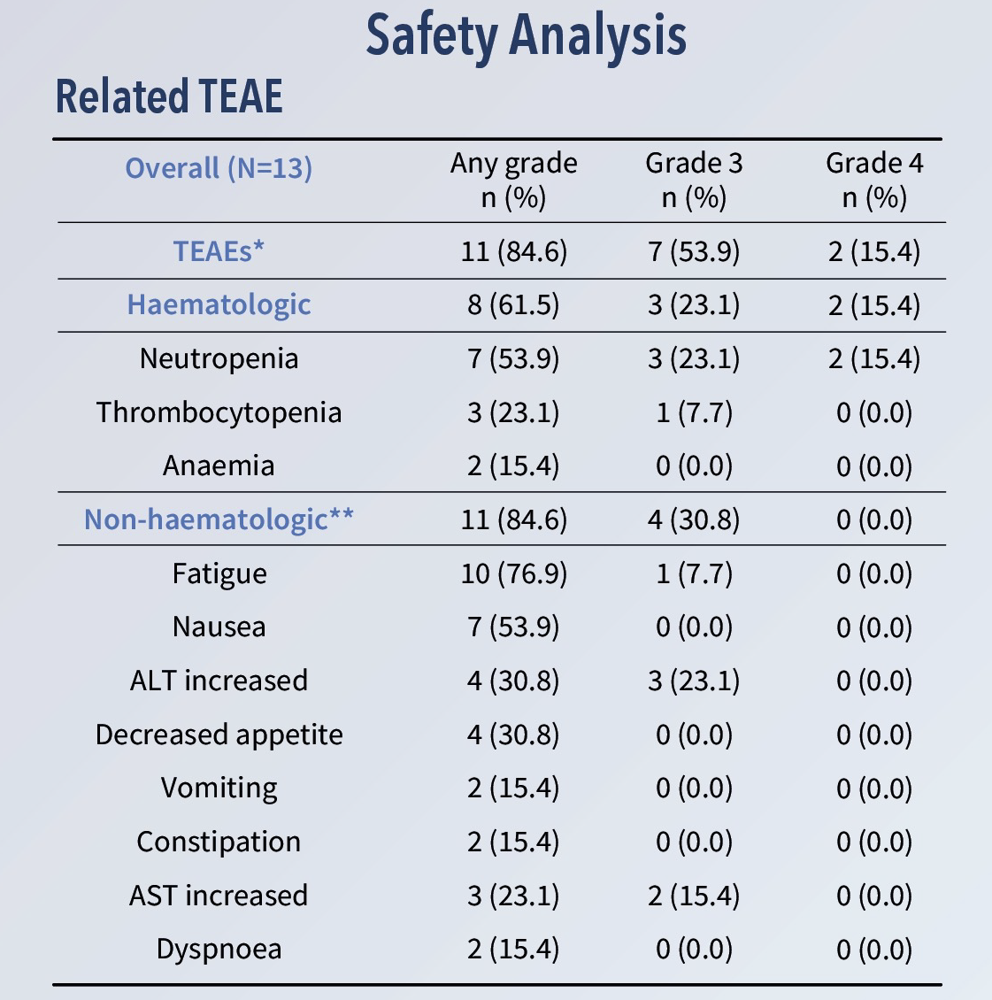 Safety Analysis
Related TEAE
Overall (N=13) Any grade n (%) Grade 3 n (%) Grade 4 n (%)
TEAEs* 11 (84.6) 7 (53.9) 2 (15.4)
Haematologic 8 (61.5) 3 (23.1) 2 (15.4)
Neutropenia 7 (53.9) 3 (23.1) 2 (15.4)
Thrombocytopenia 3 (23.1) 1 (7.7) 0 (0.0)
Anaemia 2 (15.4) 0 (0.0) 0 (0.0)
Non-haematologic** 11 (84.6) 4 (30.8) 0 (0.0)
Fatigue 10 (76.9) 1 (7.7) 0 (0.0)
Nausea 7 (53.9) 0 (0.0) 0 (0.0)
ALT increased 4 (30.8) 3 (23.1) 0 (0.0)
Decreased appetite 4 (30.8) 0 (0.0) 0 (0.0)
Vomiting 2 (15.4) 0 (0.0) 0 (0.0)
Constipation 2 (15.4) 0 (0.0) 0 (0.0)
AST increased 3 (23.1) 2 (15.4) 0 (0.0)
Dyspnoea 2 (15.4) 0 (0.0) 0 (0.0)